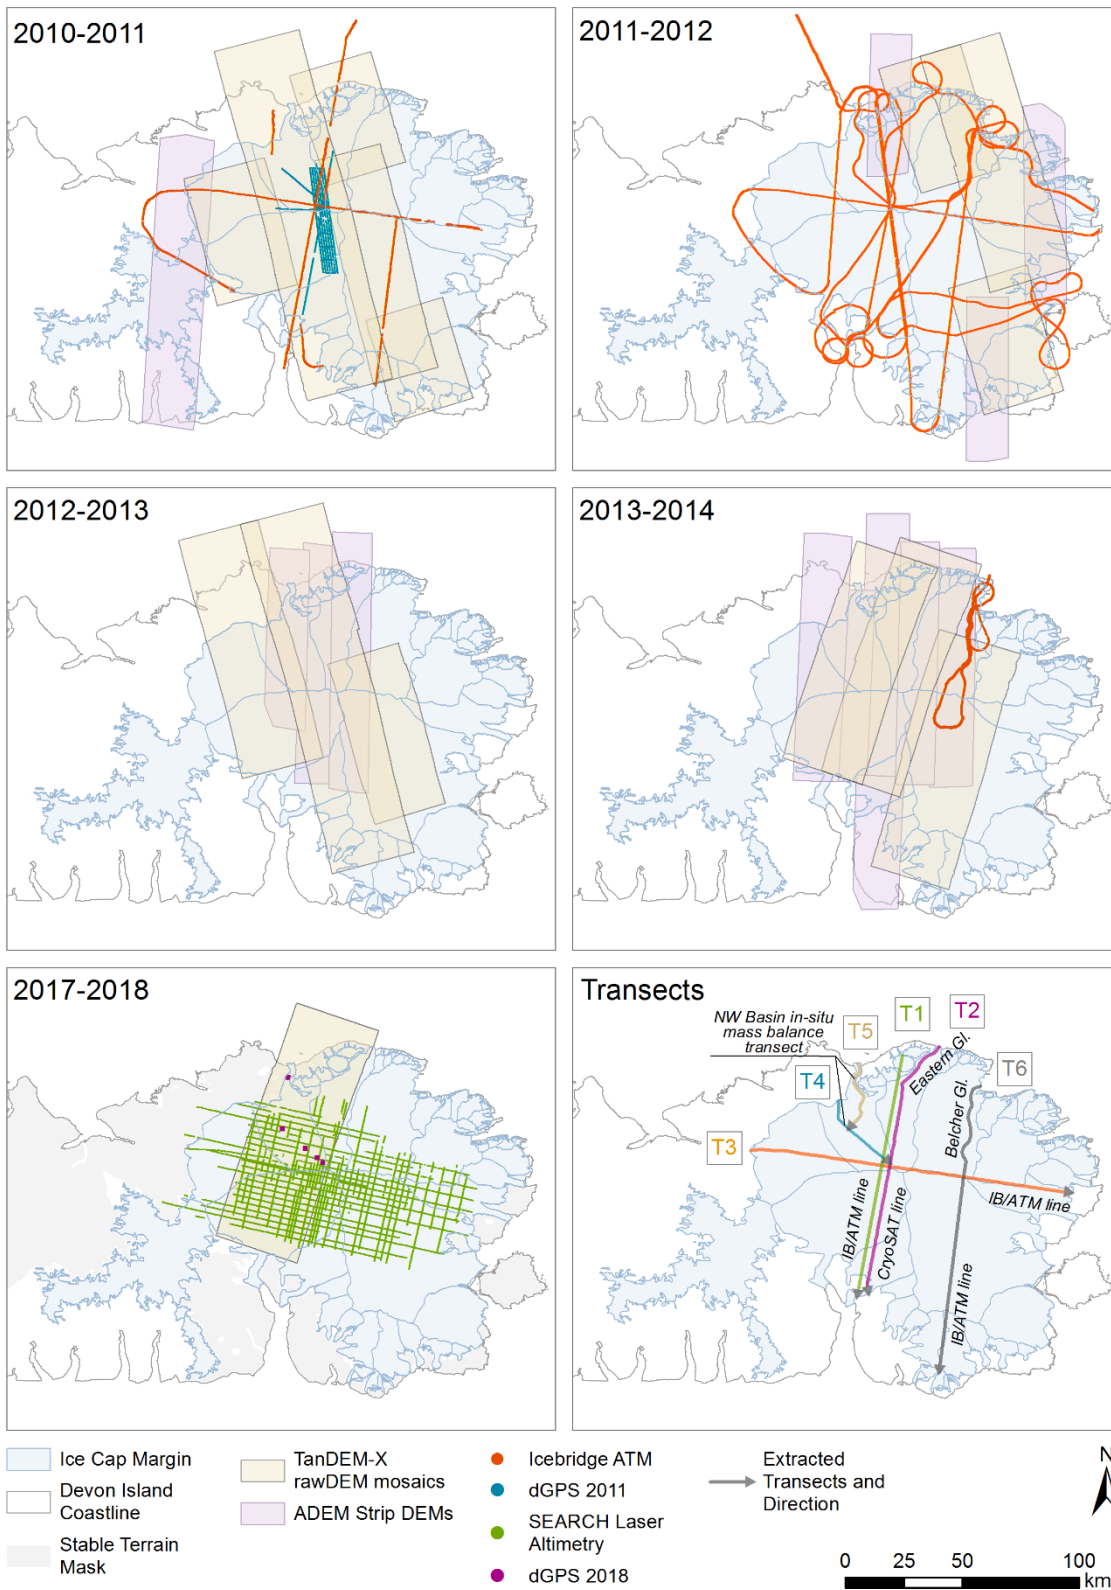 2010-2011
2011-2012
2012-2013
2013-2014
2017-2018
Transects
NW Basin in-situ
mass balance
transect
T5
T1
T2
T4
T3
T6
Eastern Gl.
Belcher Gl.
IB/ATM line
IB/ATM line
CryoSAT line
IB/ATM line
Ice Cap Margin
Devon Island
Coastline
Stable Terrain
Mask
TanDEM-X
rawDEM mosaics
ADEM Strip DEMs
Icebridge ATM
dGPS 2011
SEARCH Laser
Altimetry
dGPS 2018
Extracted
Transects and
Direction
N
0 25 50 100
km